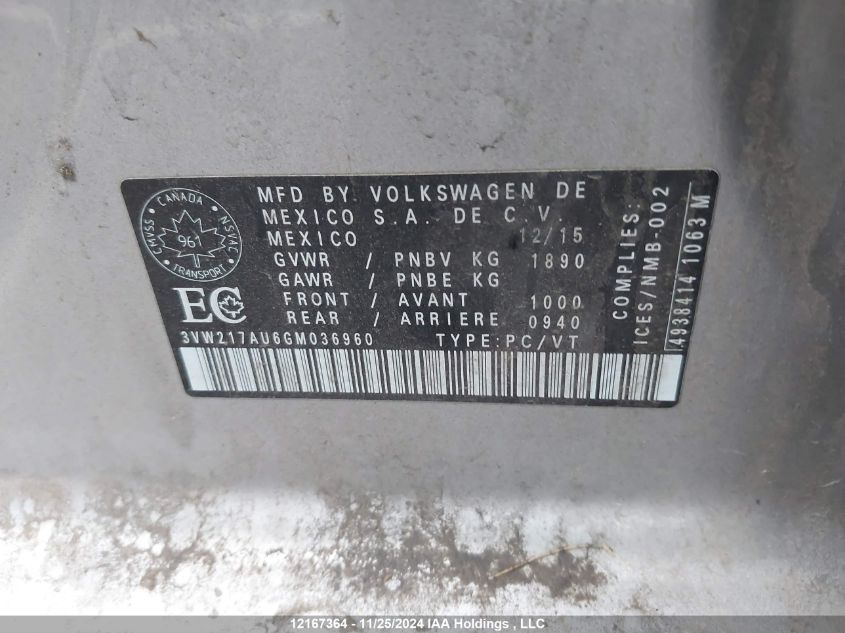 CANADA
CMVSS
NSVAC
961
TRANSPORT
EC
MFD BY VOLKSWAGEN DE
MEXICO S.A. DE C.V.
MEXICO 12/15
GVWR / PNBV KG 1890
GAWR / PNBE KG
FRONT / AVANT 1000
REAR / ARRIERE 0940
3VW217AU6GM036960 TYPE:PC/VT
COMPLIES:
ICES/NMB-002
4938414 1063 M
12167364 - 11/25/2024 IAA Holdings , LLC